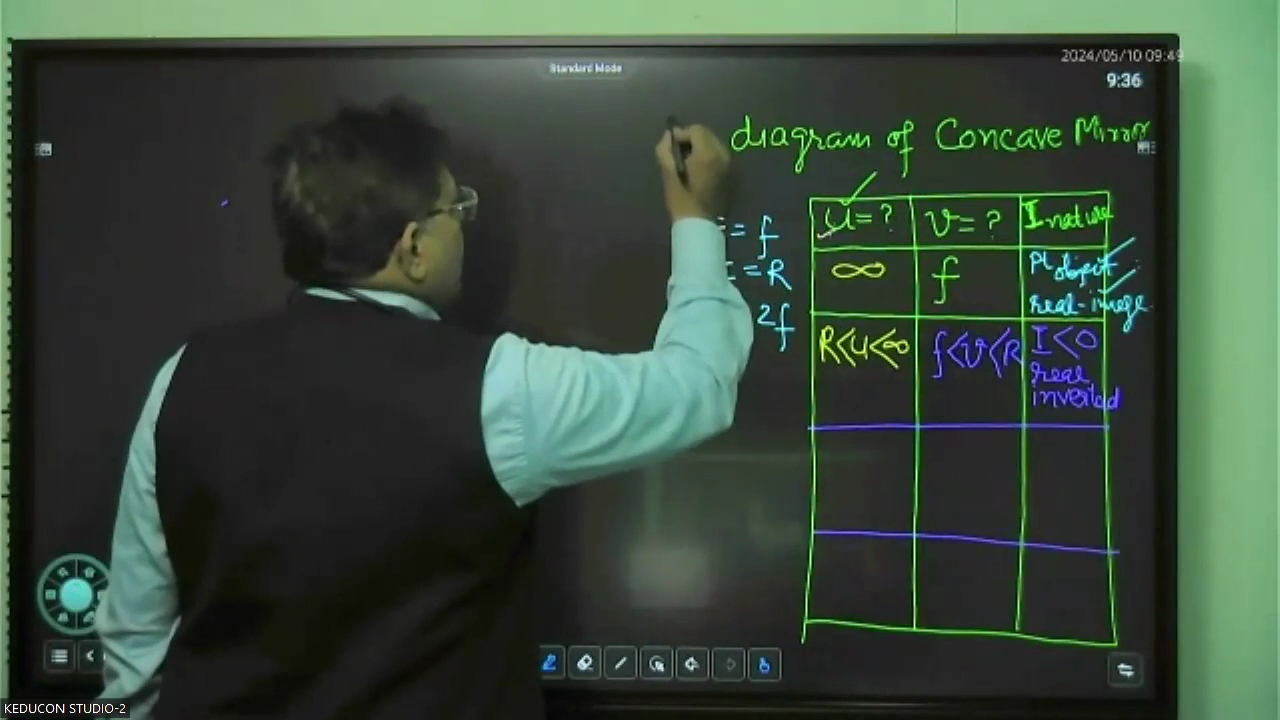 2024/05/10 09:49
Standard Mode
9:36
diagram of Concave Mirror
= f
= R
2f
u = ? v = ? I nature
∞ f Pt object
real-image
R<u<∞ f<v<R I<0
real
inverted
KEDUCON STUDIO-2